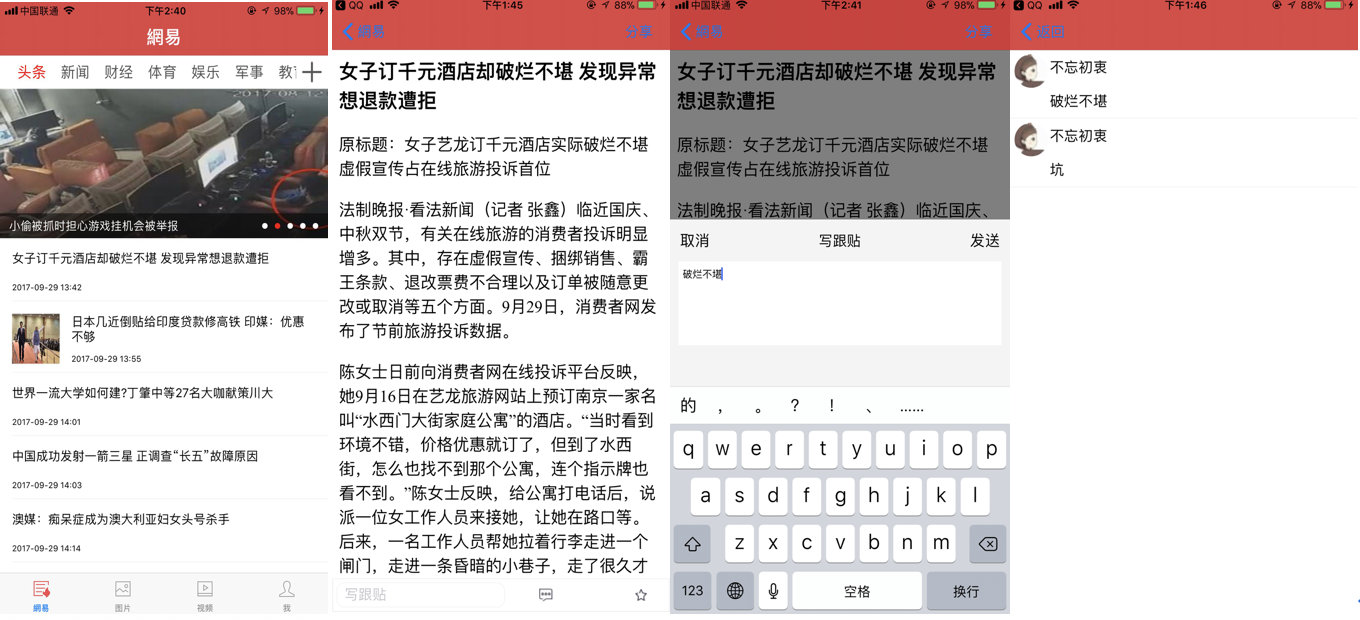 中国联通 下午2:40 98%
網易
头条 新闻 财经 体育 娱乐 军事 教
2017-08-12
小偷被抓时担心游戏挂机会被举报
女子订千元酒店却破烂不堪 发现异常想退款遭拒
2017-09-29 13:42
日本几近倒贴给印度贷款修高铁 印媒：优惠
不够
2017-09-29 13:55
世界一流大学如何建?丁肇中等27名大咖献策川大
2017-09-29 14:01
中国成功发射一箭三星 正调查“长五”故障原因
2017-09-29 14:03
澳媒：痴呆症成为澳大利亚妇女头号杀手
2017-09-29 14:14
網易 图片 视频 我
QQ 下午1:45 88%
網易 分享
女子订千元酒店却破烂不堪 发现异常
想退款遭拒
原标题：女子艺龙订千元酒店实际破烂不堪
虚假宣传占在线旅游投诉首位
法制晚报·看法新闻（记者 张鑫）临近国庆、
中秋双节，有关在线旅游的消费者投诉明显
增多。其中，存在虚假宣传、捆绑销售、霸
王条款、退改票费不合理以及订单被随意更
改或取消等五个方面。9月29日，消费者网发
布了节前旅游投诉数据。
陈女士日前向消费者网在线投诉平台反映，
她9月16日在艺龙旅游网站上预订南京一家名
叫“水西门大街家庭公寓”的酒店。“当时看到
环境不错，价格优惠就订了，但到了水西
街，怎么也找不到那个公寓，连个指示牌也
看不到。”陈女士反映，给公寓打电话后，说
派一位女工作人员来接她，让她在路口等。
后来，一名工作人员帮她拉着行李走进一个
闸门，走进一条昏暗的小巷子，走了很久才
写跟贴
中国联通 下午2:41 98%
網易 分享
女子订千元酒店却破烂不堪 发现异常
想退款遭拒
原标题：女子艺龙订千元酒店实际破烂不堪
虚假宣传占在线旅游投诉首位
法制晚报·看法新闻（记者 张鑫）临近国庆、
取消 写跟贴 发送
破烂不堪
的 ， 。 ？ ！ 、 ……
q w e r t y u i o p
a s d f g h j k l
z x c v b n m
123 空格 换行
QQ 下午1:46 88%
返回
不忘初衷
破烂不堪
不忘初衷
坑